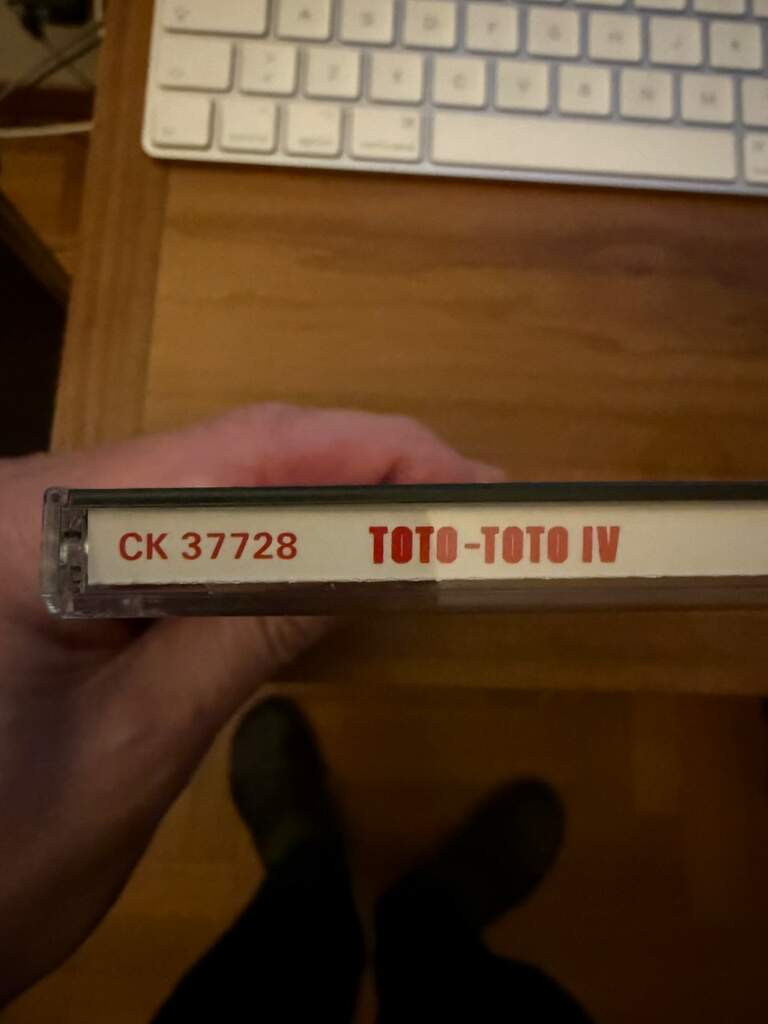 A S D F G H J K
Z X C V B N M
CK 37728 TOTO-TOTO IV